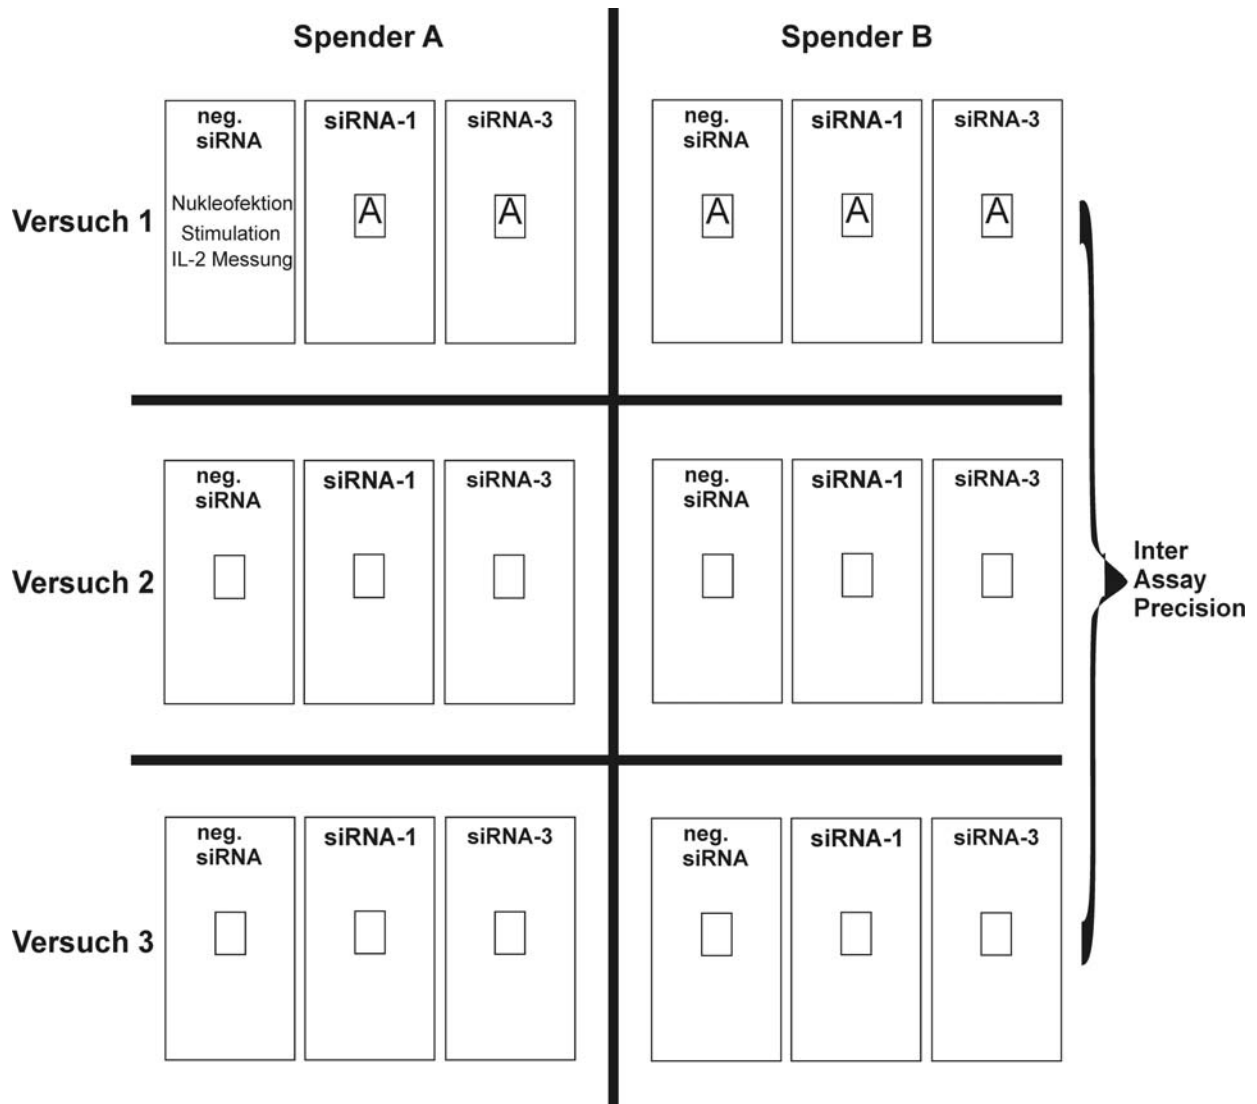 Spender A
Spender B
neg.
siRNA
siRNA-1
siRNA-3
neg.
siRNA
siRNA-1
siRNA-3
Versuch 1
Nukleofektion
Stimulation
IL-2 Messung
A
A
A
A
A
neg.
siRNA
siRNA-1
siRNA-3
neg.
siRNA
siRNA-1
siRNA-3
Versuch 2
Inter
Assay
Precision
neg.
siRNA
siRNA-1
siRNA-3
neg.
siRNA
siRNA-1
siRNA-3
Versuch 3